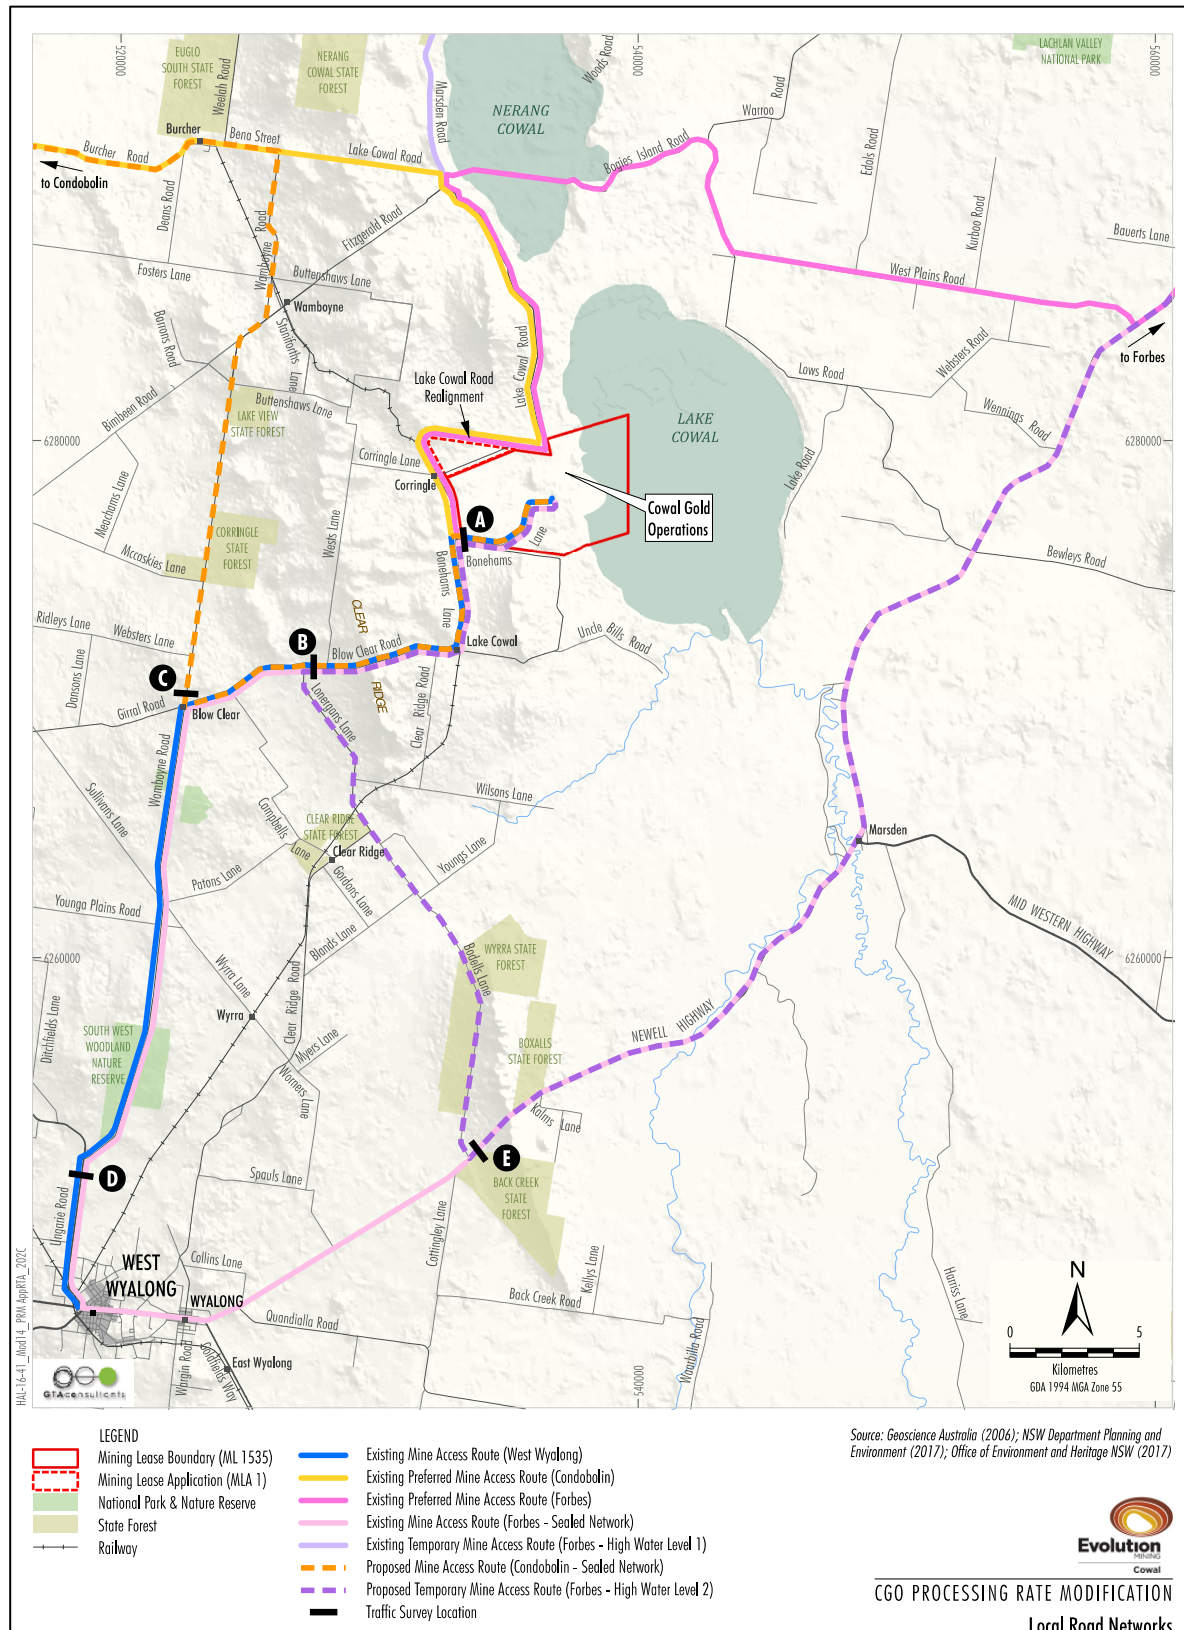 520000
540000
560000
EUGLO
SOUTH STATE
FOREST
NERANG
COWAL STATE
FOREST
LACHLAN VALLEY
NATIONAL PARK
Weelah Road
Marsden Road
Woods Road
NERANG
COWAL
Warroo Road
Edols Road
Burcher
Bena Street
Burcher Road
to Condobolin
Lake Cowal Road
Bogies Island Road
Deans Road
Wamboyne Road
Fitzgerald Road
Kurboo Road
Bauerts Lane
Fosters Lane
Buttenshaws Lane
West Plains Road
Wamboyne
Barrons Road
Staniforths Lane
Lake Cowal Road
Websters Road
to Forbes
Lake Cowal Road
Realignment
Lows Road
Bimbeen Road
Buttenshaws Lane
LAKE VIEW
STATE FOREST
LAKE
COWAL
Wennings Road
6280000
6280000
Corringle Lane
Corringle
Lake Road
Meachams Lane
Cowal Gold
Operations
CORRINGLE
STATE
FOREST
Wests Lane
A
Bonehams Lane
Mccaskies Lane
Bonehams Lane
Bewleys Road
Ridleys Lane
Websters Lane
CLEAR
RIDGE
Uncle Bills Road
B
Blow Clear Road
Lake Cowal
C
Dansons Lane
Girral Road
Blow Clear
Lonergans Lane
Clear Ridge Road
Wamboyne Road
Sullivans Lane
Wilsons Lane
Campbells Lane
CLEAR RIDGE
STATE FOREST
Clear Ridge
Marsden
Patons Lane
Gordons Lane
Youngs Lane
Younga Plains Road
Blands Lane
MID WESTERN HIGHWAY
6260000
6260000
Wyrra Lane
Bodells Lane
WYRRA STATE
FOREST
Ditchfields Lane
Wyrra
Clear Ridge Road
SOUTH WEST
WOODLAND
NATURE
RESERVE
Myers Lane
Worners Lane
BOXALLS
STATE FOREST
NEWELL HIGHWAY
Kalms Lane
D
E
Spauls Lane
BACK CREEK
STATE
FOREST
Ungarie Road
Cottingley Lane
WEST
WYALONG
Collins Lane
Kellys Lane
WYALONG
Back Creek Road
Quandialla Road
Harriss Lane
East Wyalong
Wargin Road
Goldfields Way
Waarbilla Road
540000
N
0 5
Kilometres
GDA 1994 MGA Zone 55
GTAconsultants
HAL-16-41_Mod14_PRM AppRTA_202C
LEGEND
Mining Lease Boundary (ML 1535)
Mining Lease Application (MLA 1)
National Park & Nature Reserve
State Forest
Railway
Existing Mine Access Route (West Wyalong)
Existing Preferred Mine Access Route (Condobolin)
Existing Preferred Mine Access Route (Forbes)
Existing Mine Access Route (Forbes - Sealed Network)
Existing Temporary Mine Access Route (Forbes - High Water Level 1)
Proposed Mine Access Route (Condobolin - Sealed Network)
Proposed Temporary Mine Access Route (Forbes - High Water Level 2)
Traffic Survey Location
Source: Geoscience Australia (2006); NSW Department Planning and
Environment (2017); Office of Environment and Heritage NSW (2017)
Evolution
MINING
Cowal
CGO PROCESSING RATE MODIFICATION
Local Road Networks